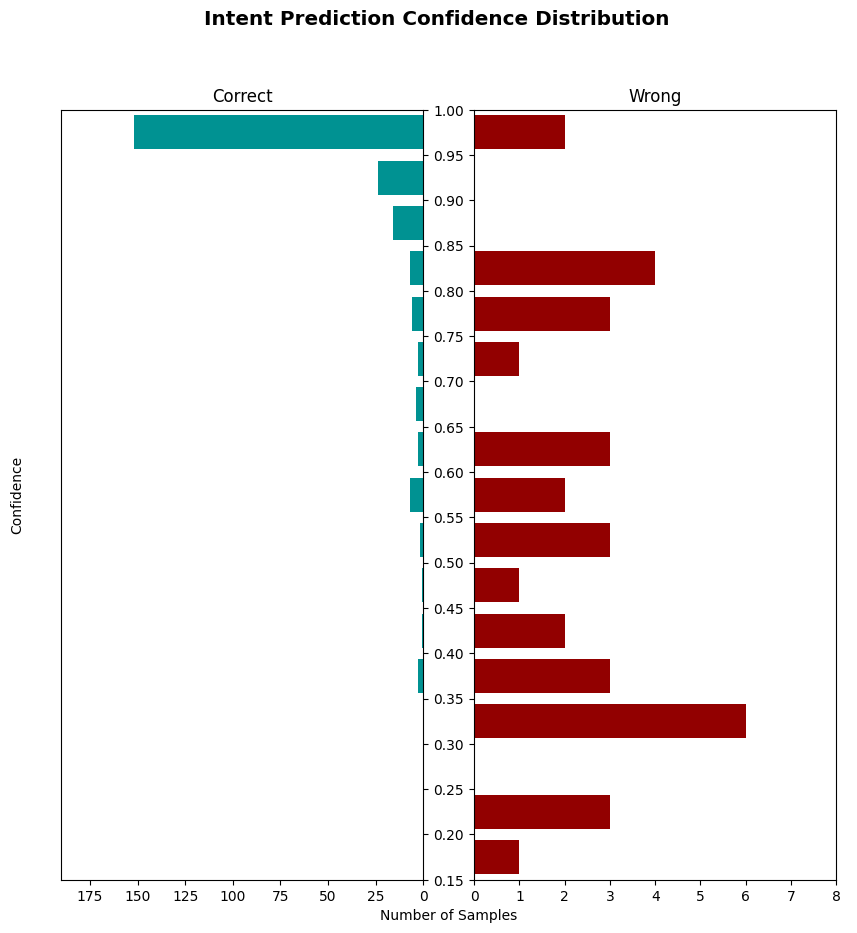 Intent Prediction Confidence Distribution
Correct
Wrong
1.00
0.95
0.90
0.85
0.80
0.75
0.70
0.65
0.60
0.55
0.50
0.45
0.40
0.35
0.30
0.25
0.20
0.15
Confidence
175 150 125 100 75 50 25 0
0 1 2 3 4 5 6 7 8
Number of Samples